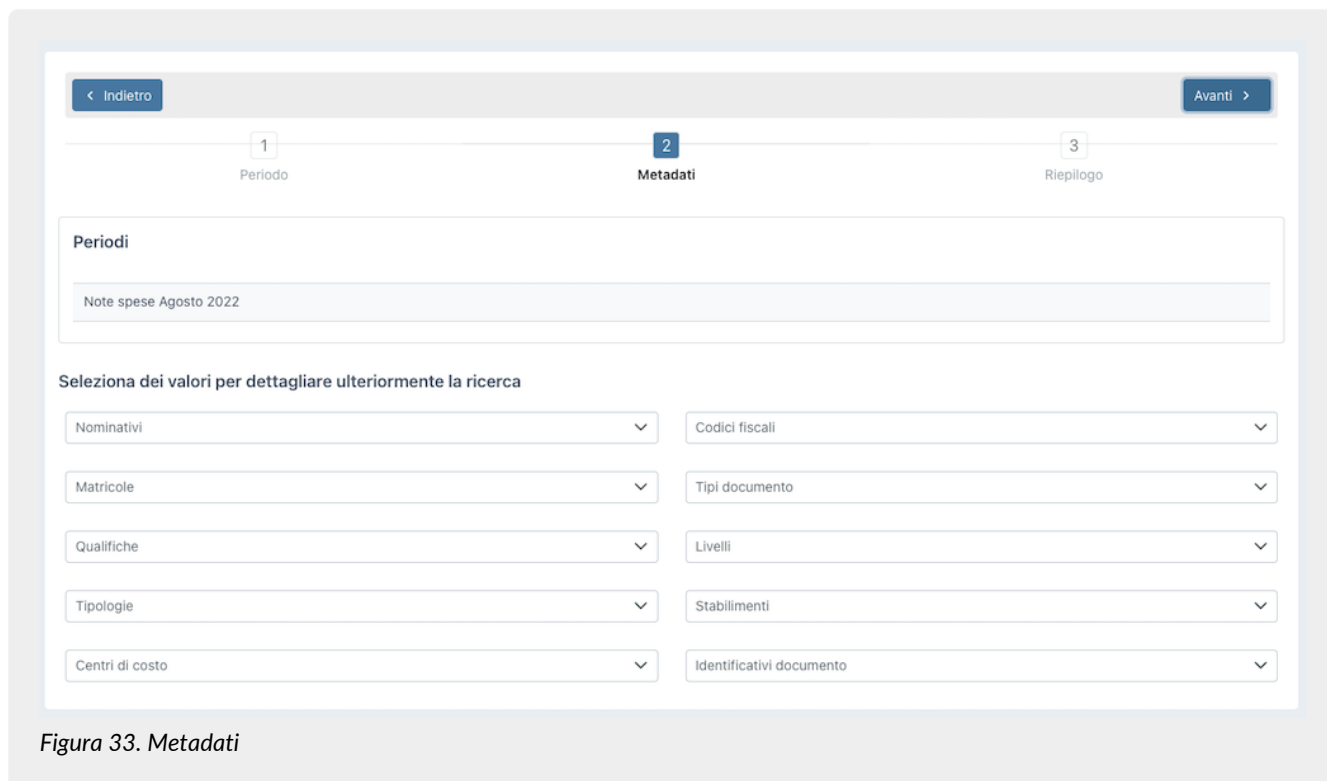 Indietro
Avanti
1
2
3
Periodo
Metadati
Riepilogo
Periodi
Note spese Agosto 2022
Seleziona dei valori per dettagliare ulteriormente la ricerca
Nominativi
Codici fiscali
Matricole
Tipi documento
Qualifiche
Livelli
Tipologie
Stabilimenti
Centri di costo
Identificativi documento
Figura 33. Metadati